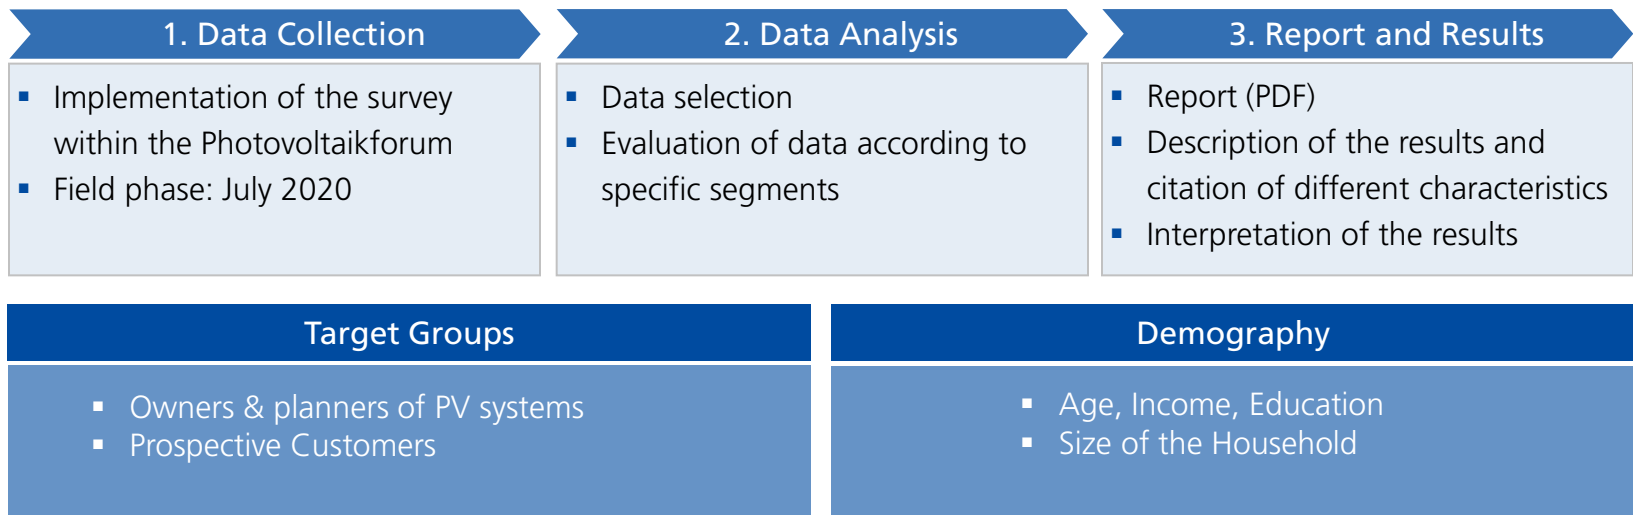 1. Data Collection
▪ Implementation of the survey
within the Photovoltaikforum
▪ Field phase: July 2020
2. Data Analysis
▪ Data selection
▪ Evaluation of data according to
specific segments
3. Report and Results
▪ Report (PDF)
▪ Description of the results and
citation of different characteristics
▪ Interpretation of the results
Target Groups
▪ Owners & planners of PV systems
▪ Prospective Customers
Demography
▪ Age, Income, Education
▪ Size of the Household